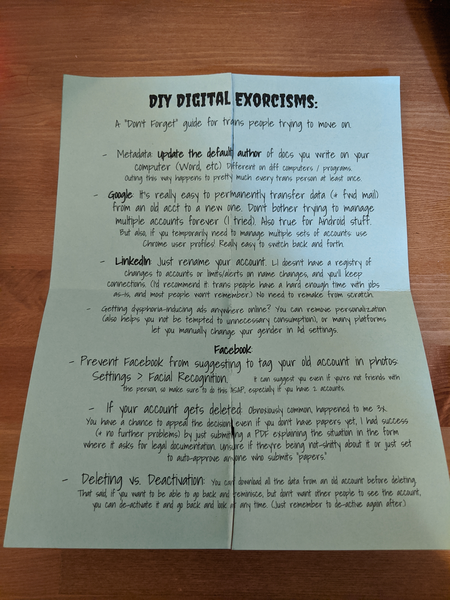 DIY DIGITAL EXORCISMS:
A "Don't Forget" guide for trans people trying to move on.
- Metadata: Update the default author of docs you write on your
computer (Word, etc) Different on diff computers / programs.
Outing this way happens to pretty much every trans person at least once.
- Google: It's really easy to permanently transfer data (+ fwd mail)
from an old acct to a new one. Don't bother trying to manage
multiple accounts forever (I tried). Also true for Android stuff.
But also, if you temporarily need to manage multiple sets of accounts: use
Chrome user profiles! Really easy to switch back and forth.
- LinkedIn: Just rename your account. LI doesn't have a registry of
changes to accounts or limits/alerts on name changes, and you'll keep
connections. (I'd recommend it: trans people have a hard enough time with jobs
as-is, and most people won't remember.) No need to remake from scratch.
- Getting dysphoria-inducing ads anywhere online? You can remove personalization
(also helps you not be tempted to unnecessary consumption), or many platforms
let you manually change your gender in Ad settings.
Facebook
- Prevent Facebook from suggesting to tag your old account in photos:
Settings > Facial Recognition. It can suggest you even if you're not friends with
the person, so make sure to do this ASAP, especially if you have 2 accounts.
- If your account gets deleted: Obnoxiously common, happened to me 3x.
You have a chance to appeal the decision, even if you don't have papers yet, I had success
(+ no further problems) by just submitting a PDF explaining the situation in the form
where it asks for legal documentation. Unsure if they're being not-shitty about it or just set
to auto-approve anyone who submits "papers."
- Deleting vs. Deactivation: You can download all the data from an old account before deleting.
That said, if you want to be able to go back and reminisce, but don't want other people to see the account,
you can de-activate it and go back and look at any time. (Just remember to de-active again after.)